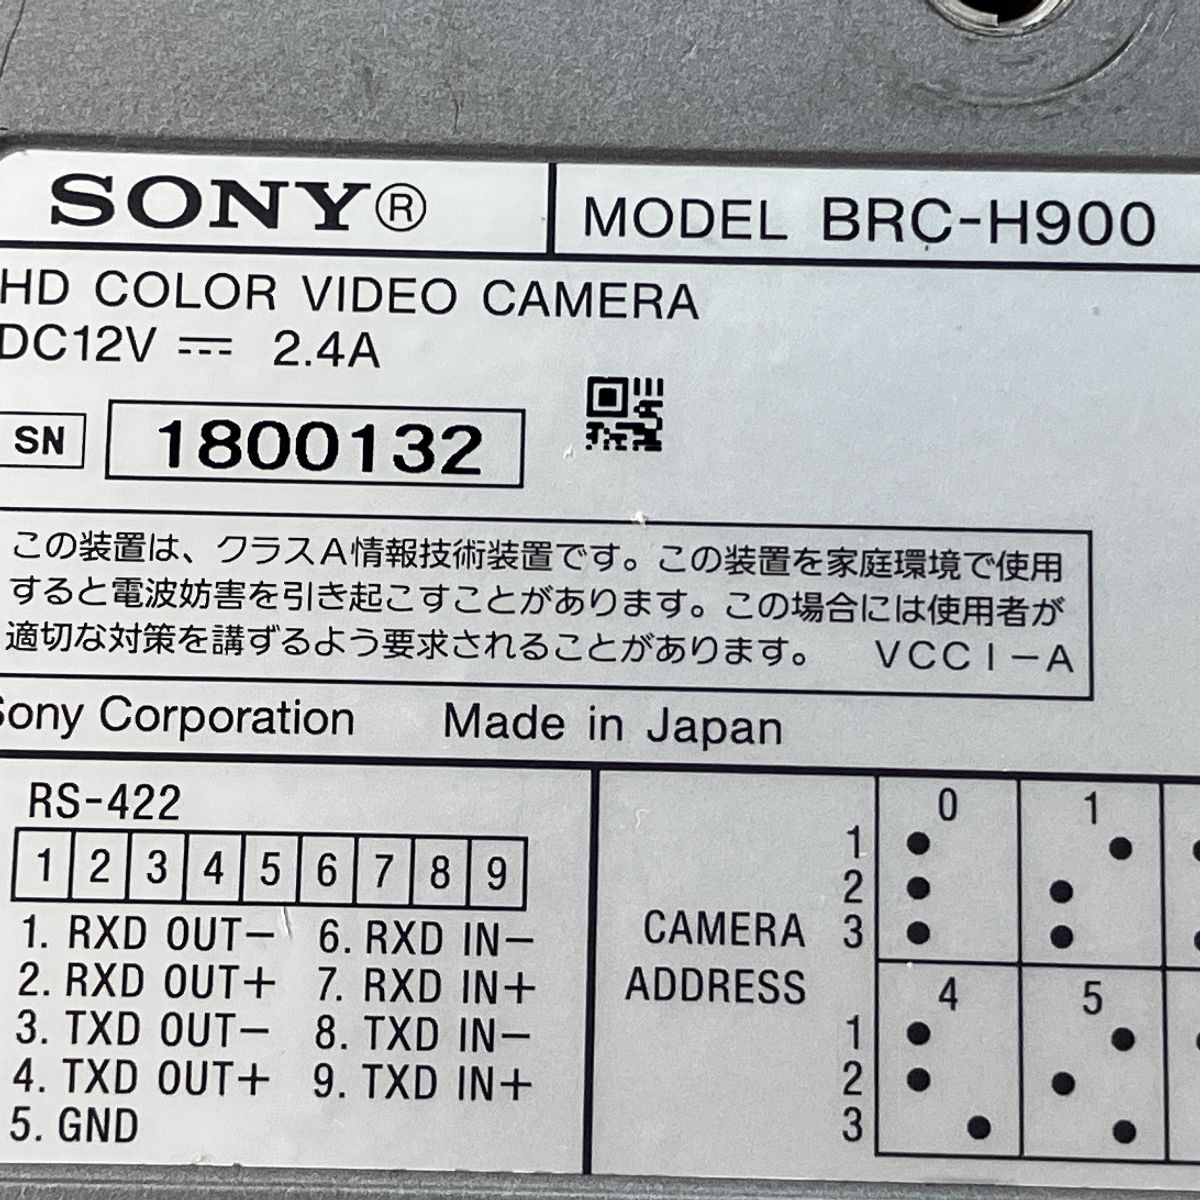 SONY® MODEL BRC-H900
HD COLOR VIDEO CAMERA
DC12V ⎓ 2.4A
SN 1800132
この装置は、クラスA情報技術装置です。この装置を家庭環境で使用
すると電波妨害を引き起こすことがあります。この場合には使用者が
適切な対策を講ずるよう要求されることがあります。 VCCI-A
Sony Corporation Made in Japan
RS-422
1 2 3 4 5 6 7 8 9
1. RXD OUT- 6. RXD IN-
2. RXD OUT+ 7. RXD IN+
3. TXD OUT- 8. TXD IN-
4. TXD OUT+ 9. TXD IN+
5. GND
CAMERA
ADDRESS
0 1
1
2
3
4 5
1
2
3